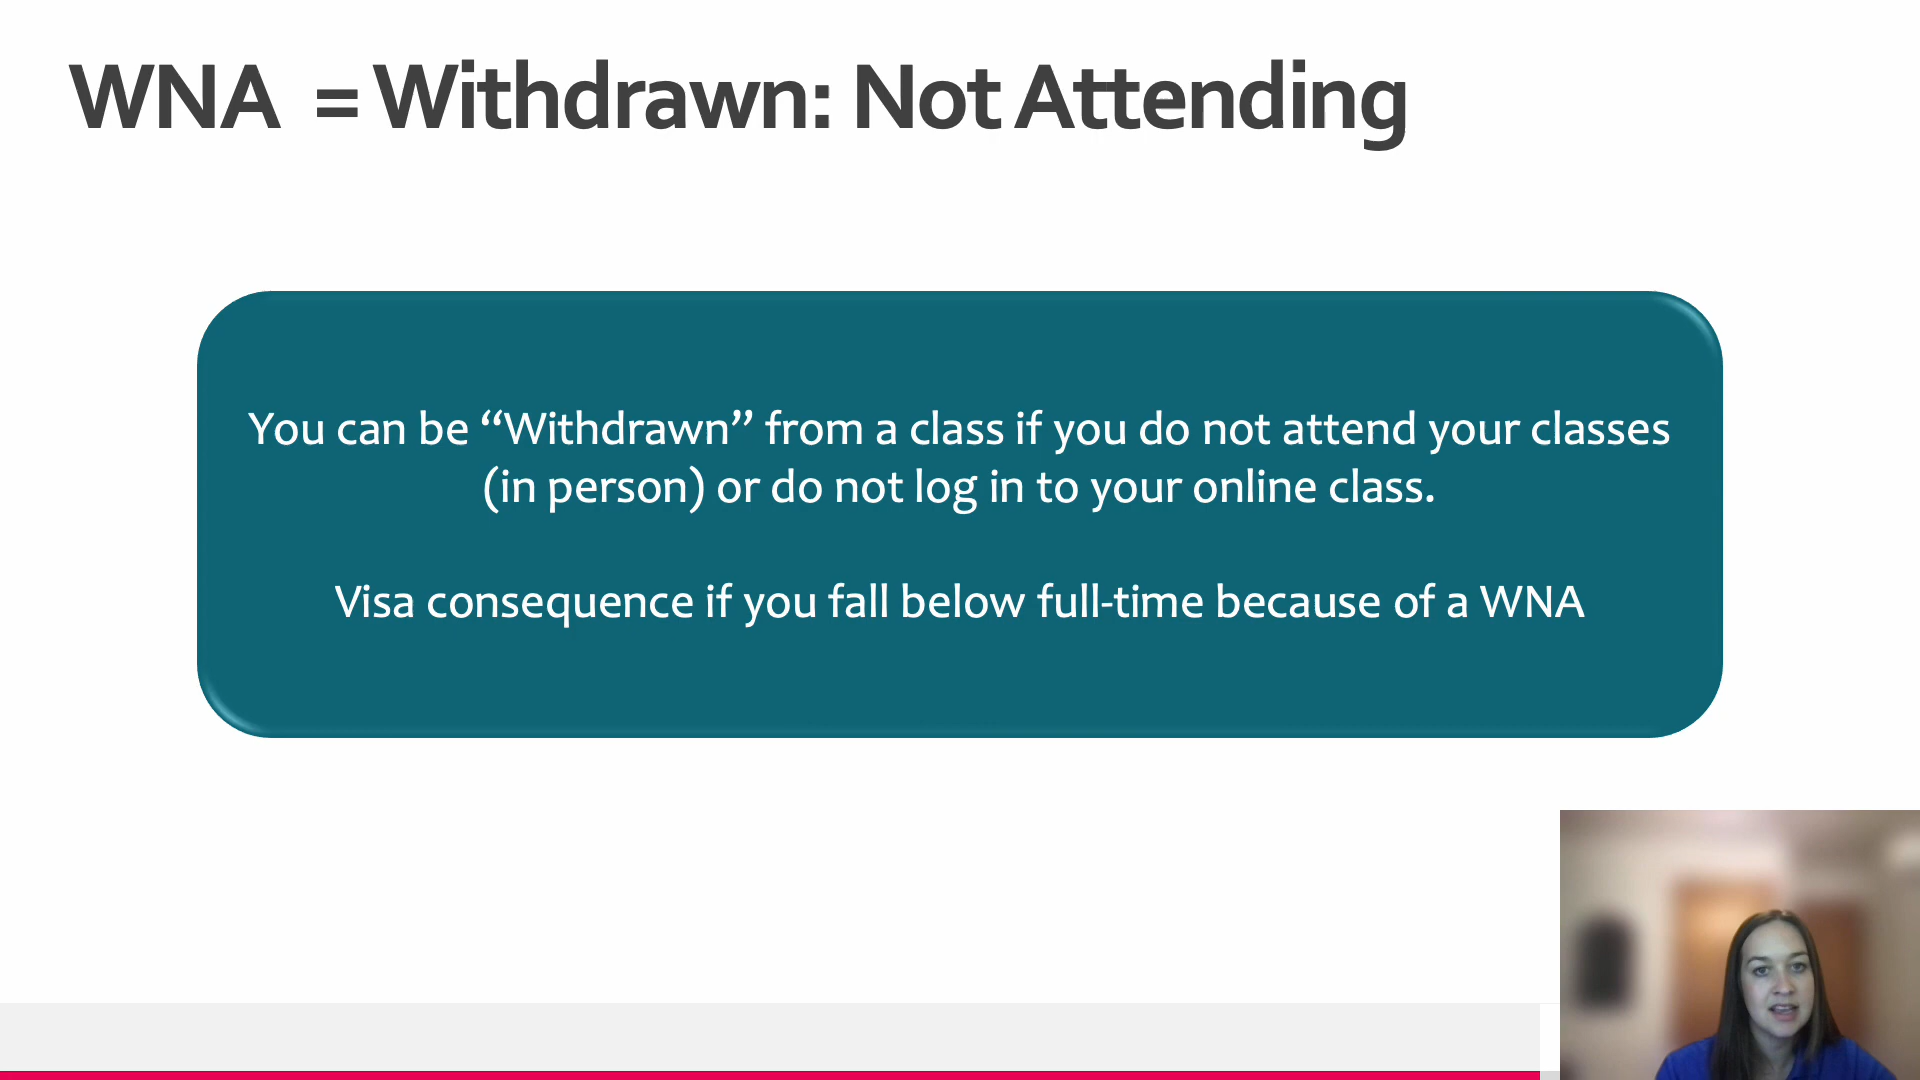 WNA = Withdrawn: Not Attending
You can be “Withdrawn” from a class if you do not attend your classes
(in person) or do not log in to your online class.
Visa consequence if you fall below full-time because of a WNA